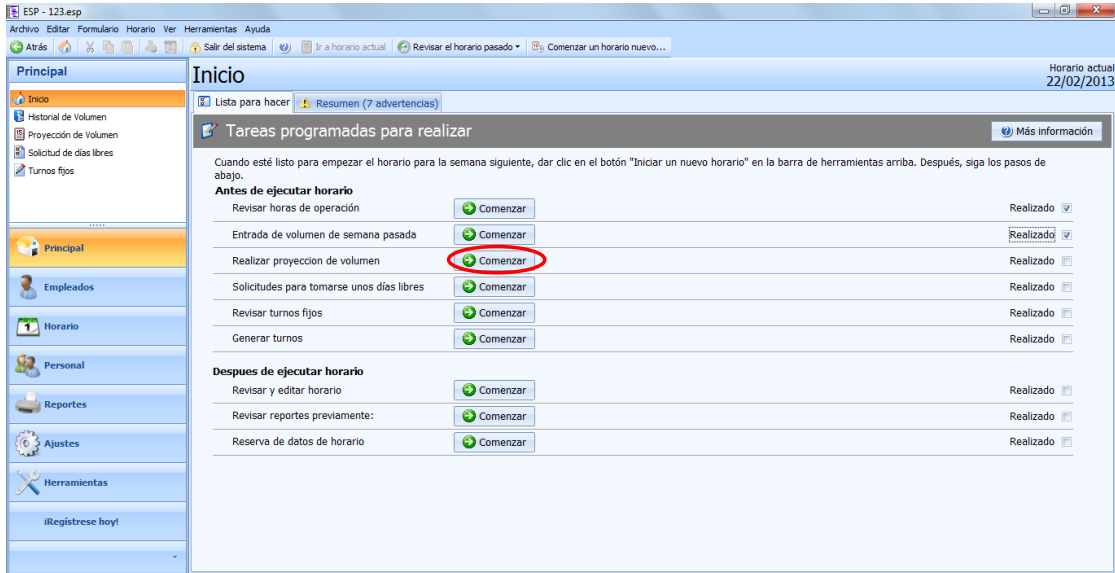 ESP - 123.esp
Archivo Editar Formulario Horario Ver Herramientas Ayuda
Atrás Salir del sistema Ir a horario actual Revisar el horario pasado Comenzar un horario nuevo...
Principal
Inicio
Historial de Volumen
Proyección de Volumen
Solicitud de días libres
Turnos fijos
Principal
Empleados
Horario
Personal
Reportes
Ajustes
Herramientas
¡Regístrese hoy!
Inicio
Horario actual
22/02/2013
Lista para hacer Resumen (7 advertencias)
Tareas programadas para realizar Más información
Cuando esté listo para empezar el horario para la semana siguiente, dar clic en el botón "Iniciar un nuevo horario" en la barra de herramientas arriba. Después, siga los pasos de
abajo.
Antes de ejecutar horario
Revisar horas de operación Comenzar Realizado
Entrada de volumen de semana pasada Comenzar Realizado
Realizar proyeccion de volumen Comenzar Realizado
Solicitudes para tomarse unos días libres Comenzar Realizado
Revisar turnos fijos Comenzar Realizado
Generar turnos Comenzar Realizado
Despues de ejecutar horario
Revisar y editar horario Comenzar Realizado
Revisar reportes previamente: Comenzar Realizado
Reserva de datos de horario Comenzar Realizado